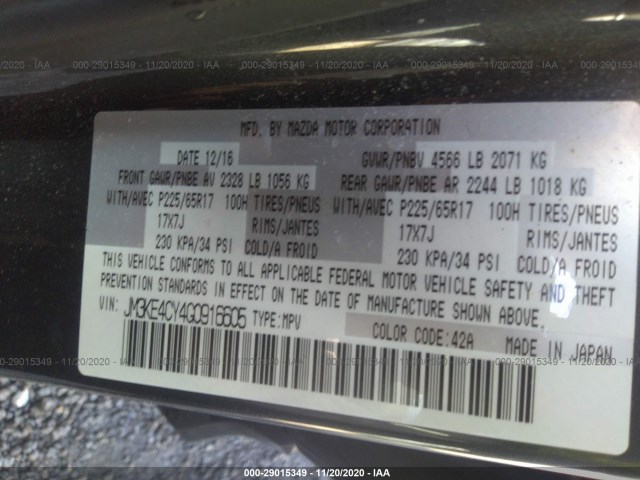 000-29015349 - 11/20/2020 - IAA
MFD. BY MAZDA MOTOR CORPORATION
DATE 12/16 GVWR/PNBV 4566 LB 2071 KG
FRONT GAWR/PNBE AV 2328 LB 1056 KG REAR GAWR/PNBE AR 2244 LB 1018 KG
WITH/AVEC P225/65R17 100H TIRES/PNEUS WITH/AVEC P225/65R17 100H TIRES/PNEUS
17X7J RIMS/JANTES 17X7J RIMS/JANTES
230 KPA/34 PSI COLD/A FROID 230 KPA/34 PSI COLD/A FROID
THIS VEHICLE CONFORMS TO ALL APPLICABLE FEDERAL MOTOR VEHICLE SAFETY AND THEFT
PREVENTION STANDARDS IN EFFECT ON THE DATE OF MANUFACTURE SHOWN ABOVE.
VIN: JM3KE4CY4G0916605 TYPE:MPV COLOR CODE:42A MADE IN JAPAN
000-29015349 - 11/20/2020 - IAA